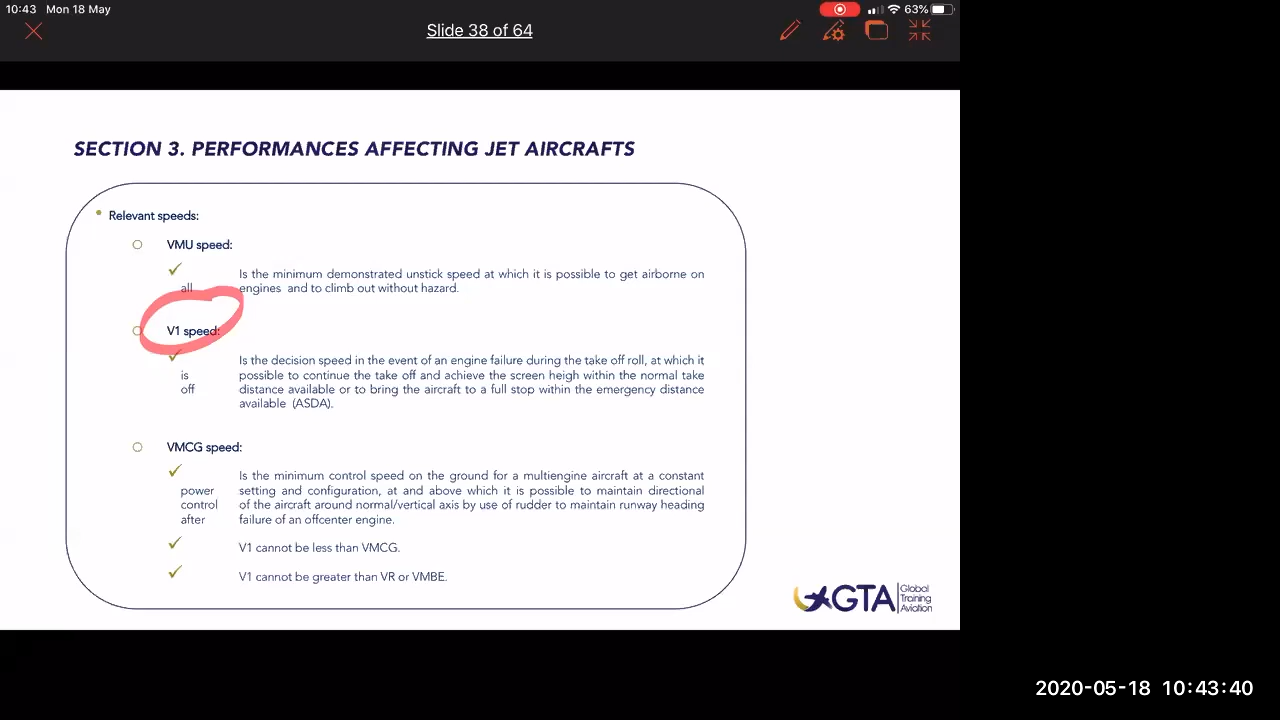 10:43 Mon 18 May
63%
Slide 38 of 64
SECTION 3. PERFORMANCES AFFECTING JET AIRCRAFTS
Relevant speeds:
VMU speed:
Is the minimum demonstrated unstick speed at which it is possible to get airborne on
all engines and to climb out without hazard.
V1 speed:
Is the decision speed in the event of an engine failure during the take off roll, at which it
is possible to continue the take off and achieve the screen heigh within the normal take
off distance available or to bring the aircraft to a full stop within the emergency distance
available (ASDA).
VMCG speed:
Is the minimum control speed on the ground for a multiengine aircraft at a constant
power setting and configuration, at and above which it is possible to maintain directional
control of the aircraft around normal/vertical axis by use of rudder to maintain runway heading
after failure of an offcenter engine.
V1 cannot be less than VMCG.
V1 cannot be greater than VR or VMBE.
GTA
Global
Training
Aviation
2020-05-18 10:43:40